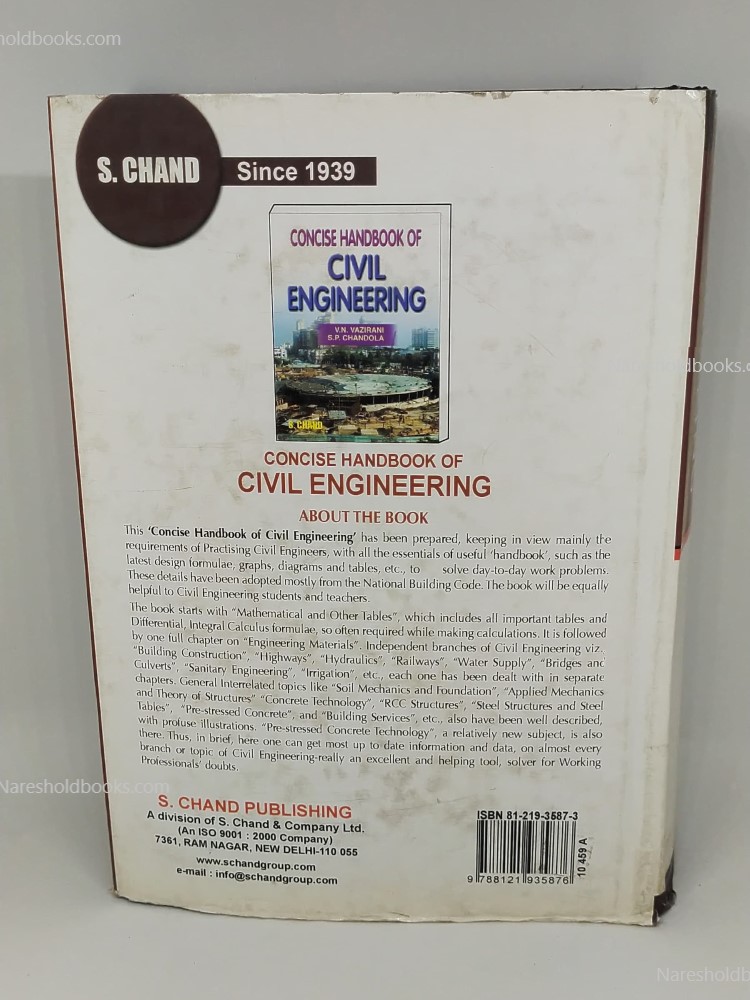 sholdbooks.com
S. CHAND
Since 1939
CONCISE HANDBOOK OF
CIVIL
ENGINEERING
V.N. VAZIRANI
S.P. CHANDOLA
S. CHAND
CONCISE HANDBOOK OF
CIVIL ENGINEERING
ABOUT THE BOOK
This 'Concise Handbook of Civil Engineering' has been prepared, keeping in view mainly the
requirements of Practising Civil Engineers, with all the essentials of useful 'handbook', such as the
latest design formulae, graphs, diagrams and tables, etc., to solve day-to-day work problems.
These details have been adopted mostly from the National Building Code. The book will be equally
helpful to Civil Engineering students and teachers.
The book starts with "Mathematical and Other Tables", which includes all important tables and
Differential, Integral Calculus formulae, so often required while making calculations. It is followed
by one full chapter on "Engineering Materials". Independent branches of Civil Engineering viz.
"Building Construction", "Highways", "Hydraulics", "Railways", "Water Supply", "Bridges and
Culverts", "Sanitary Engineering", "Irrigation", etc., each one has been dealt with in separate
chapters. General Interrelated topics like "Soil Mechanics and Foundation", "Applied Mechanics
and Theory of Structures" "Concrete Technology", "RCC Structures", "Steel Structures and Steel
Tables", "Pre-stressed Concrete", and "Building Services", etc., also have been well described,
with profuse illustrations. "Pre-stressed Concrete Technology", a relatively new subject, is also
there. Thus, in brief, here one can get most up to date information and data, on almost every
branch or topic of Civil Engineering-really an excellent and helping tool, solver for Working
Professionals' doubts.
S. CHAND PUBLISHING
A division of S. Chand & Company Ltd.
(An ISO 9001 : 2000 Company)
7361, RAM NAGAR, NEW DELHI-110 055
www.schandgroup.com
e-mail : info@schandgroup.com
ISBN 81-219-3587-3
9 788121 935876
10 459 A
ldbooks.c
Naresholdbooks.com
Naresholdb